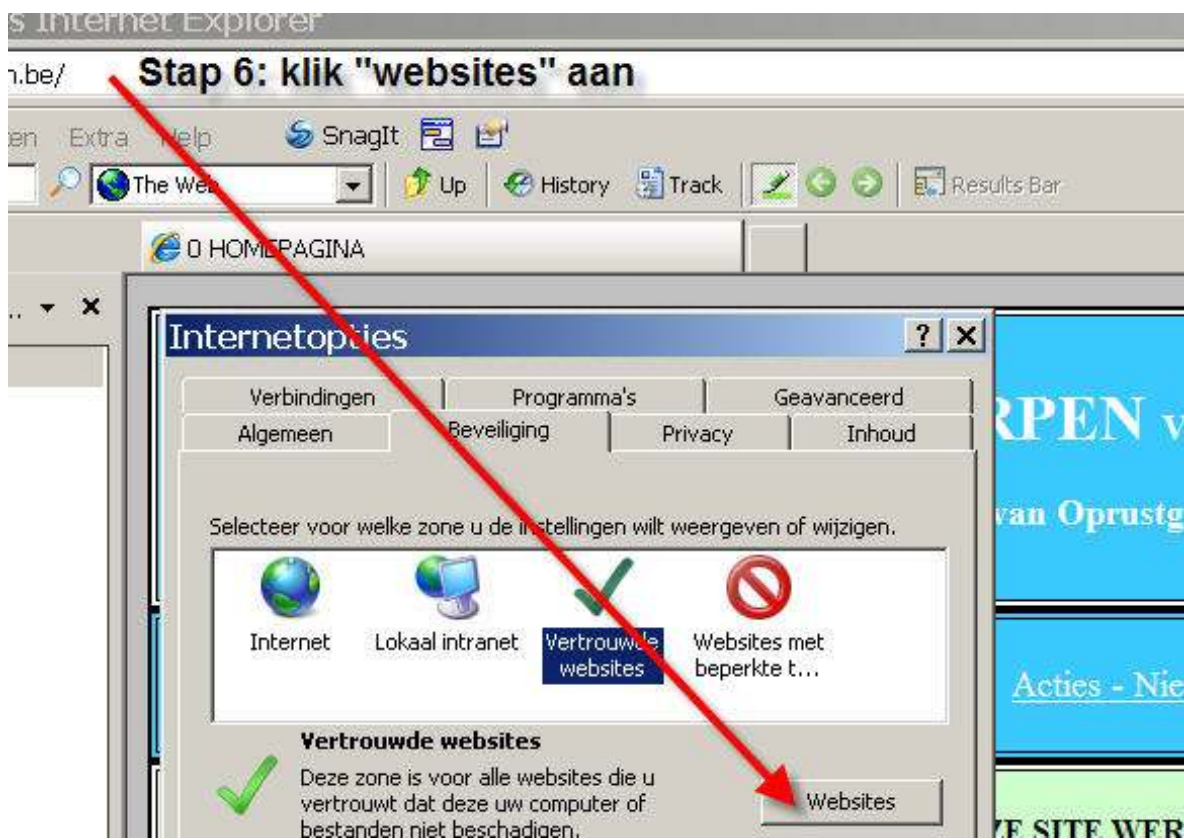 s Internet Explorer
n.be/
Stap 6: klik "websites" aan
en Extra Help SnagIt
The Web Up History Track Results Bar
0 HOMEPAGINA
..
Internetopties
Verbindingen Programma's Geavanceerd
Algemeen Beveiliging Privacy Inhoud
Selecteer voor welke zone u de instellingen wilt weergeven of wijzigen.
Internet Lokaal intranet Vertrouwde websites Websites met beperkte t...
Vertrouwde websites
Deze zone is voor alle websites die u
vertrouwt dat deze uw computer of
bestanden niet beschadigen.
Websites
RPEN v
van Oprustg
Acties - Nie
ZE SITE WER